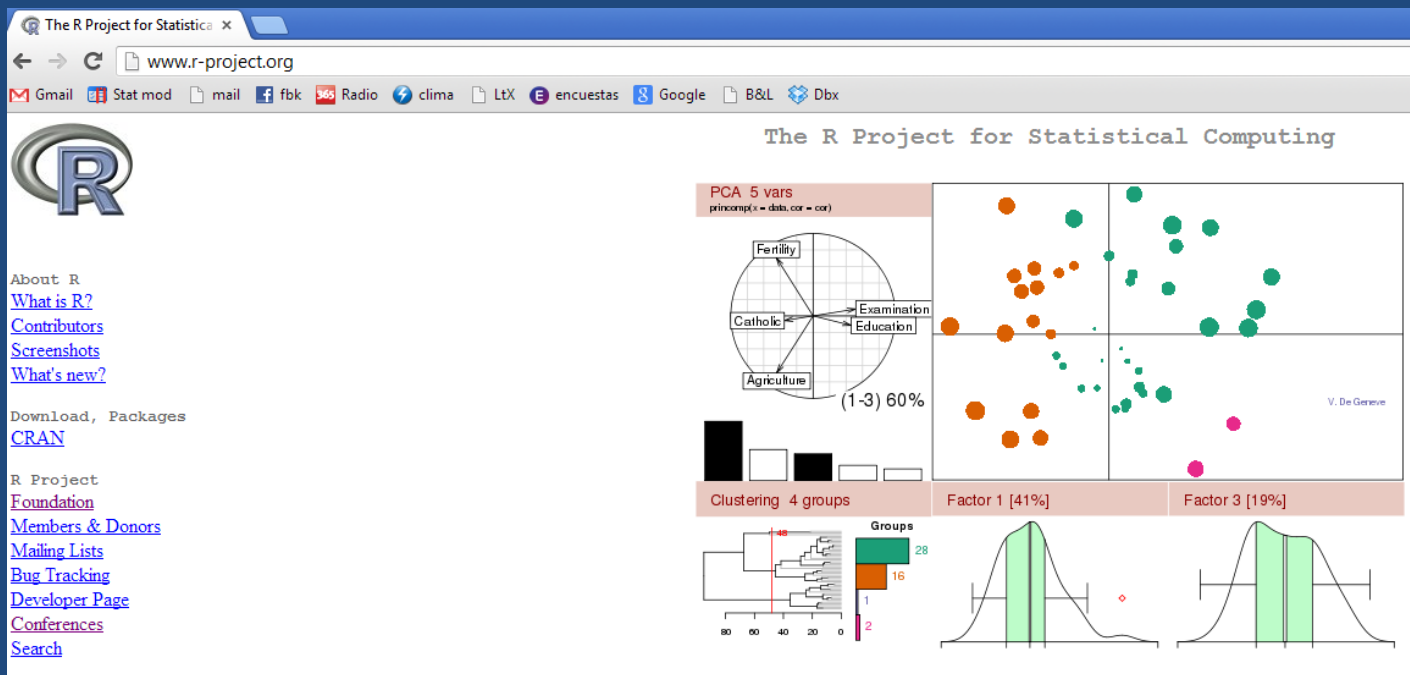 The R Project for Statistica
www.r-project.org
Gmail Stat mod mail fbk 365 Radio clima LtX E encuestas 8 Google B&L Dbx
R
The R Project for Statistical Computing
About R
What is R?
Contributors
Screenshots
What's new?
Download, Packages
CRAN
R Project
Foundation
Members & Donors
Mailing Lists
Bug Tracking
Developer Page
Conferences
Search
PCA 5 vars
princomp(x = data, cor = cor)
Fertility
Examination
Catholic
Education
Agriculture
(1-3) 60%
V. De Geneve
Clustering 4 groups
Factor 1 [41%]
Factor 3 [19%]
Groups
48
28
16
1
2
80 60 40 20 0